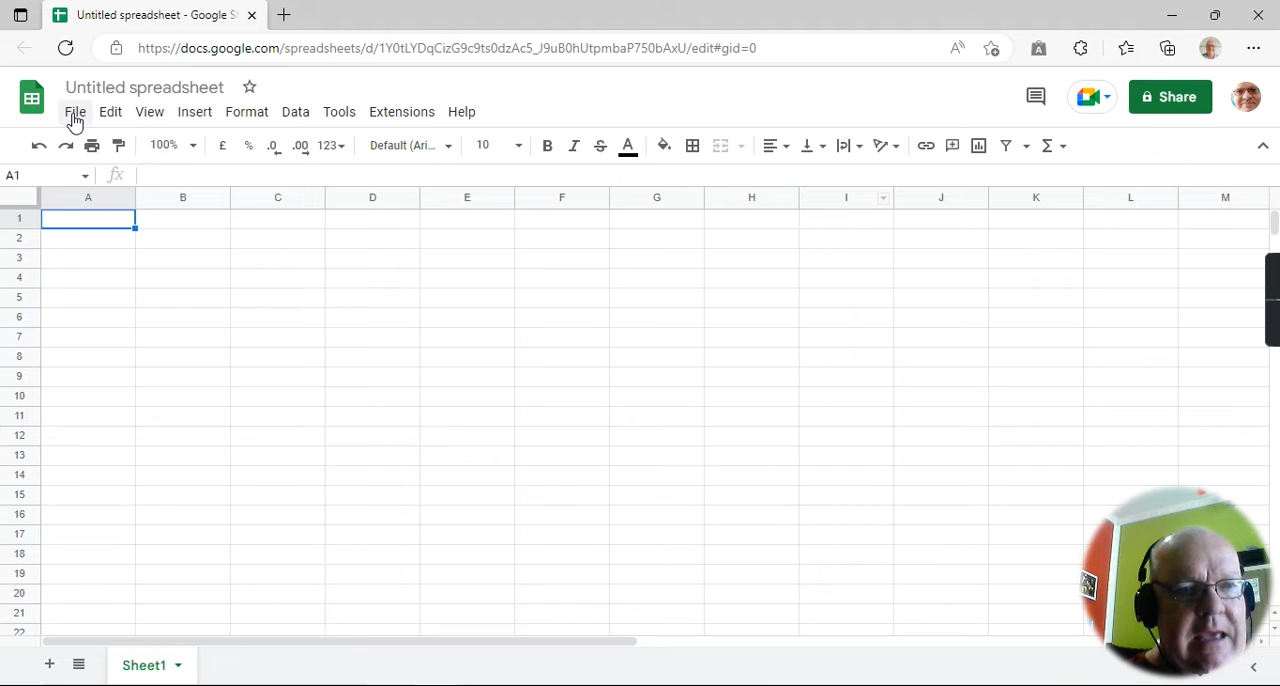 Untitled spreadsheet - Google S
https://docs.google.com/spreadsheets/d/1Y0tLYDqCizG9c9ts0dzAc5_J9uB0hUtpmbaP750bAxU/edit#gid=0
Untitled spreadsheet
File Edit View Insert Format Data Tools Extensions Help
Share
100% £ % .0 .00 123 Default (Ari... 10 B I S A
A1 fx
A B C D E F G H I J K L M
1
2
3
4
5
6
7
8
9
10
11
12
13
14
15
16
17
18
19
20
21
22
Sheet1